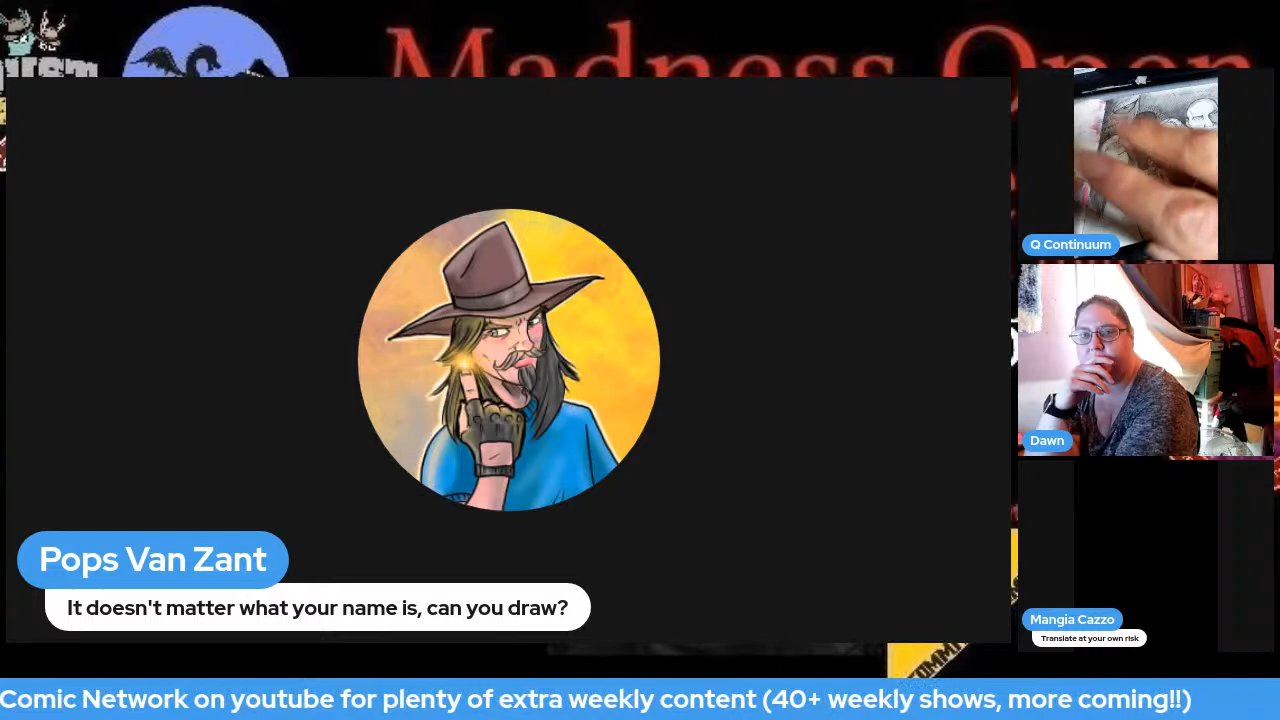 Madness Open
Q Continuum
Dawn
Pops Van Zant
It doesn't matter what your name is, can you draw?
Mangia Cazzo
Translate at your own risk
Comic Network on youtube for plenty of extra weekly content (40+ weekly shows, more coming!!)